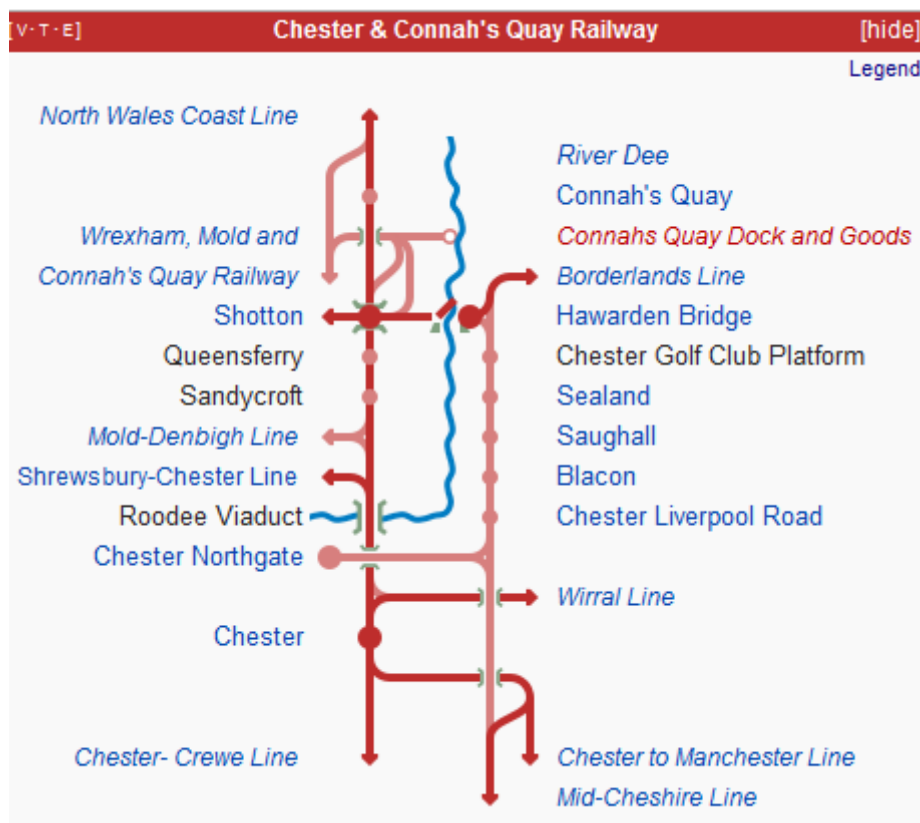 [V · T · E] Chester & Connah's Quay Railway [hide]
Legend
North Wales Coast Line
River Dee
Connah's Quay
Wrexham, Mold and Connahs Quay Dock and Goods
Connah's Quay Railway Borderlands Line
Shotton Hawarden Bridge
Queensferry Chester Golf Club Platform
Sandycroft Sealand
Mold-Denbigh Line Saughall
Shrewsbury-Chester Line Blacon
Roodee Viaduct Chester Liverpool Road
Chester Northgate
Wirral Line
Chester
Chester- Crewe Line Chester to Manchester Line
Mid-Cheshire Line